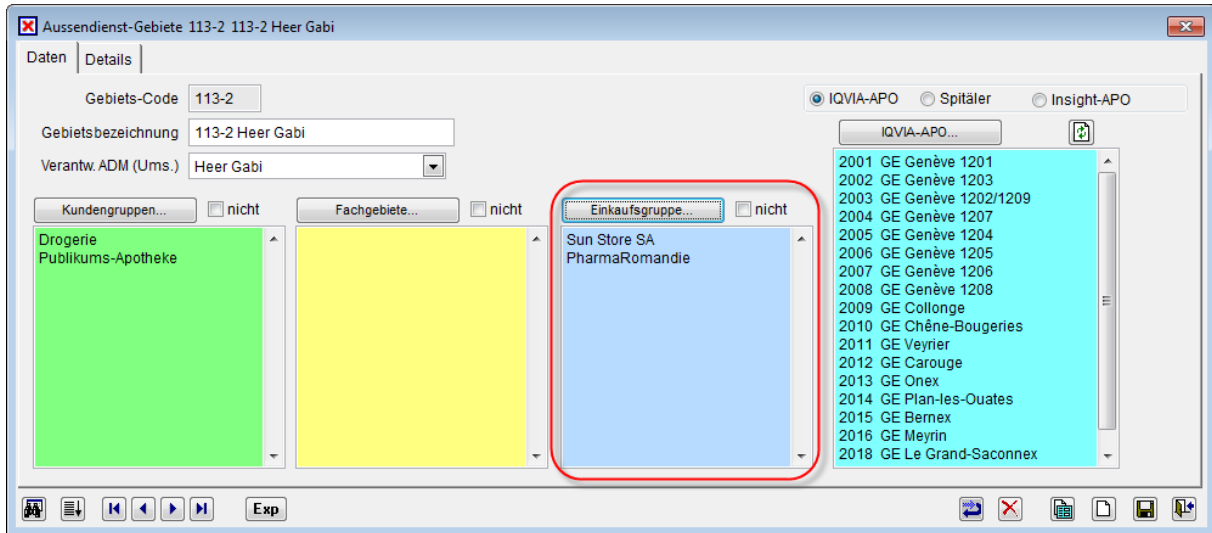 Aussendienst-Gebiete 113-2 113-2 Heer Gabi
Daten Details
Gebiets-Code 113-2
IQVIA-APO Spitäler Insight-APO
Gebietsbezeichnung 113-2 Heer Gabi
IQVIA-APO...
Verantw. ADM (Ums.) Heer Gabi
Kundengruppen... nicht Fachgebiete... nicht Einkaufsgruppe... nicht
Drogerie
Publikums-Apotheke
Sun Store SA
PharmaRomandie
2001 GE Genève 1201
2002 GE Genève 1203
2003 GE Genève 1202/1209
2004 GE Genève 1207
2005 GE Genève 1204
2006 GE Genève 1205
2007 GE Genève 1206
2008 GE Genève 1208
2009 GE Collonge
2010 GE Chêne-Bougeries
2011 GE Veyrier
2012 GE Carouge
2013 GE Onex
2014 GE Plan-les-Ouates
2015 GE Bernex
2016 GE Meyrin
2018 GE Le Grand-Saconnex
Exp